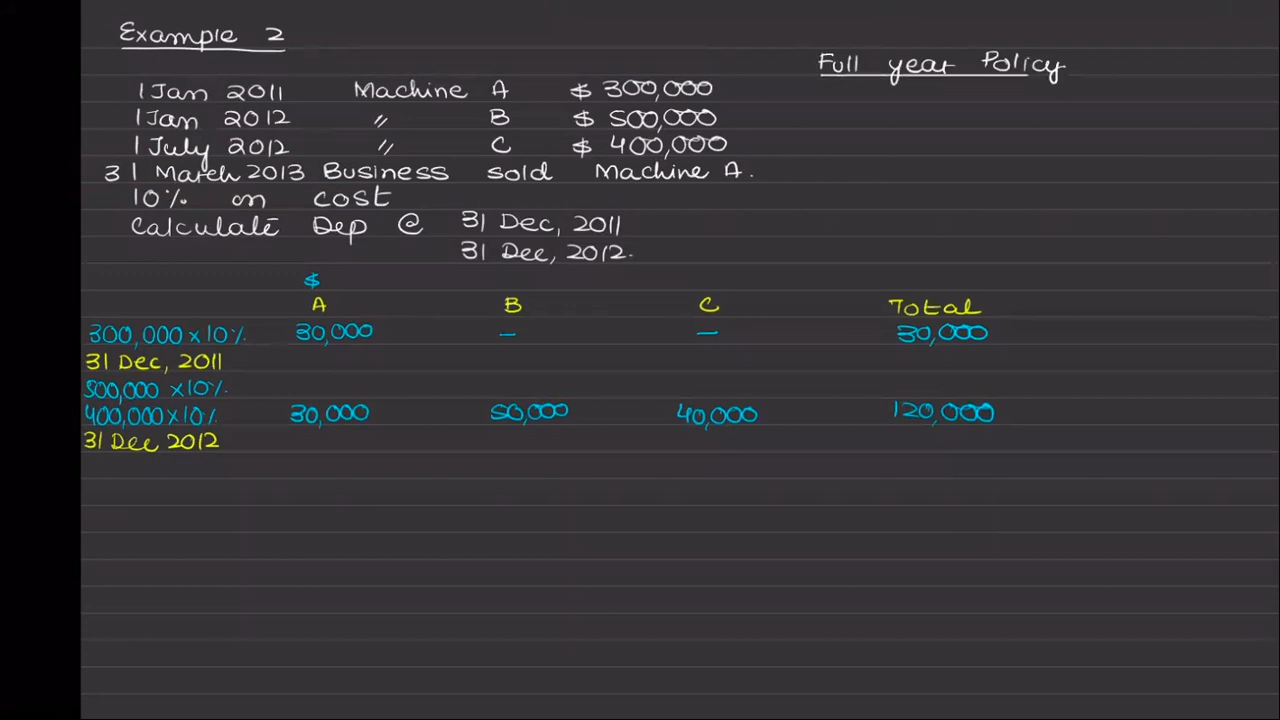 Example 2
Full year Policy
1 Jan 2011 Machine A $ 300,000
1 Jan 2012 " B $ 500,000
1 July 2012 " C $ 400,000
31 March 2013 Business sold Machine A.
10% on cost
Calculate Dep @ 31 Dec, 2011
31 Dec, 2012.
$
A B C Total
300,000 x 10% 30,000 — — 30,000
31 Dec, 2011
500,000 x 10%
400,000 x 10% 30,000 50,000 40,000 120,000
31 Dec 2012